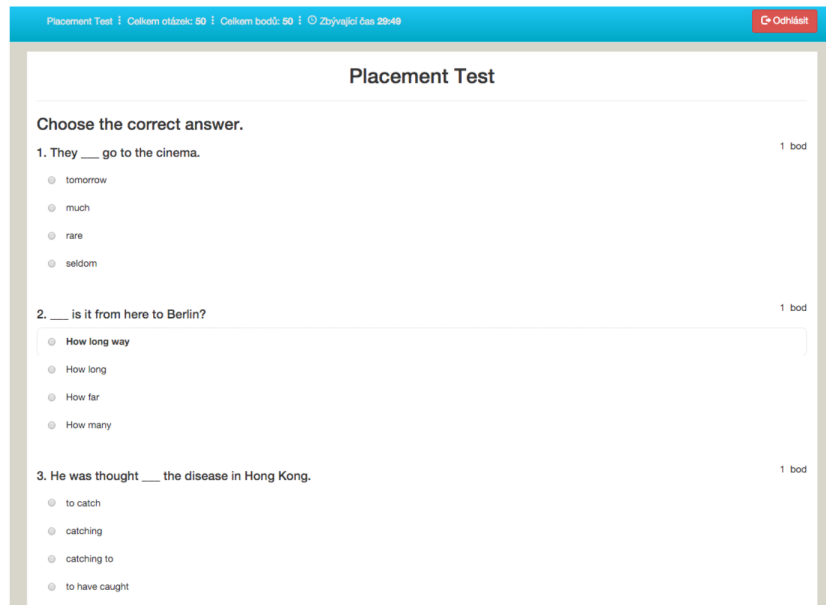 Placement Test ⋮ Celkem otázek: 50 ⋮ Celkem bodů: 50 ⋮ Zbývající čas 29:49
Odhlásit
Placement Test
Choose the correct answer.
1. They ___ go to the cinema.
1 bod
tomorrow
much
rare
seldom
2. ___ is it from here to Berlin?
1 bod
How long way
How long
How far
How many
3. He was thought ___ the disease in Hong Kong.
1 bod
to catch
catching
catching to
to have caught